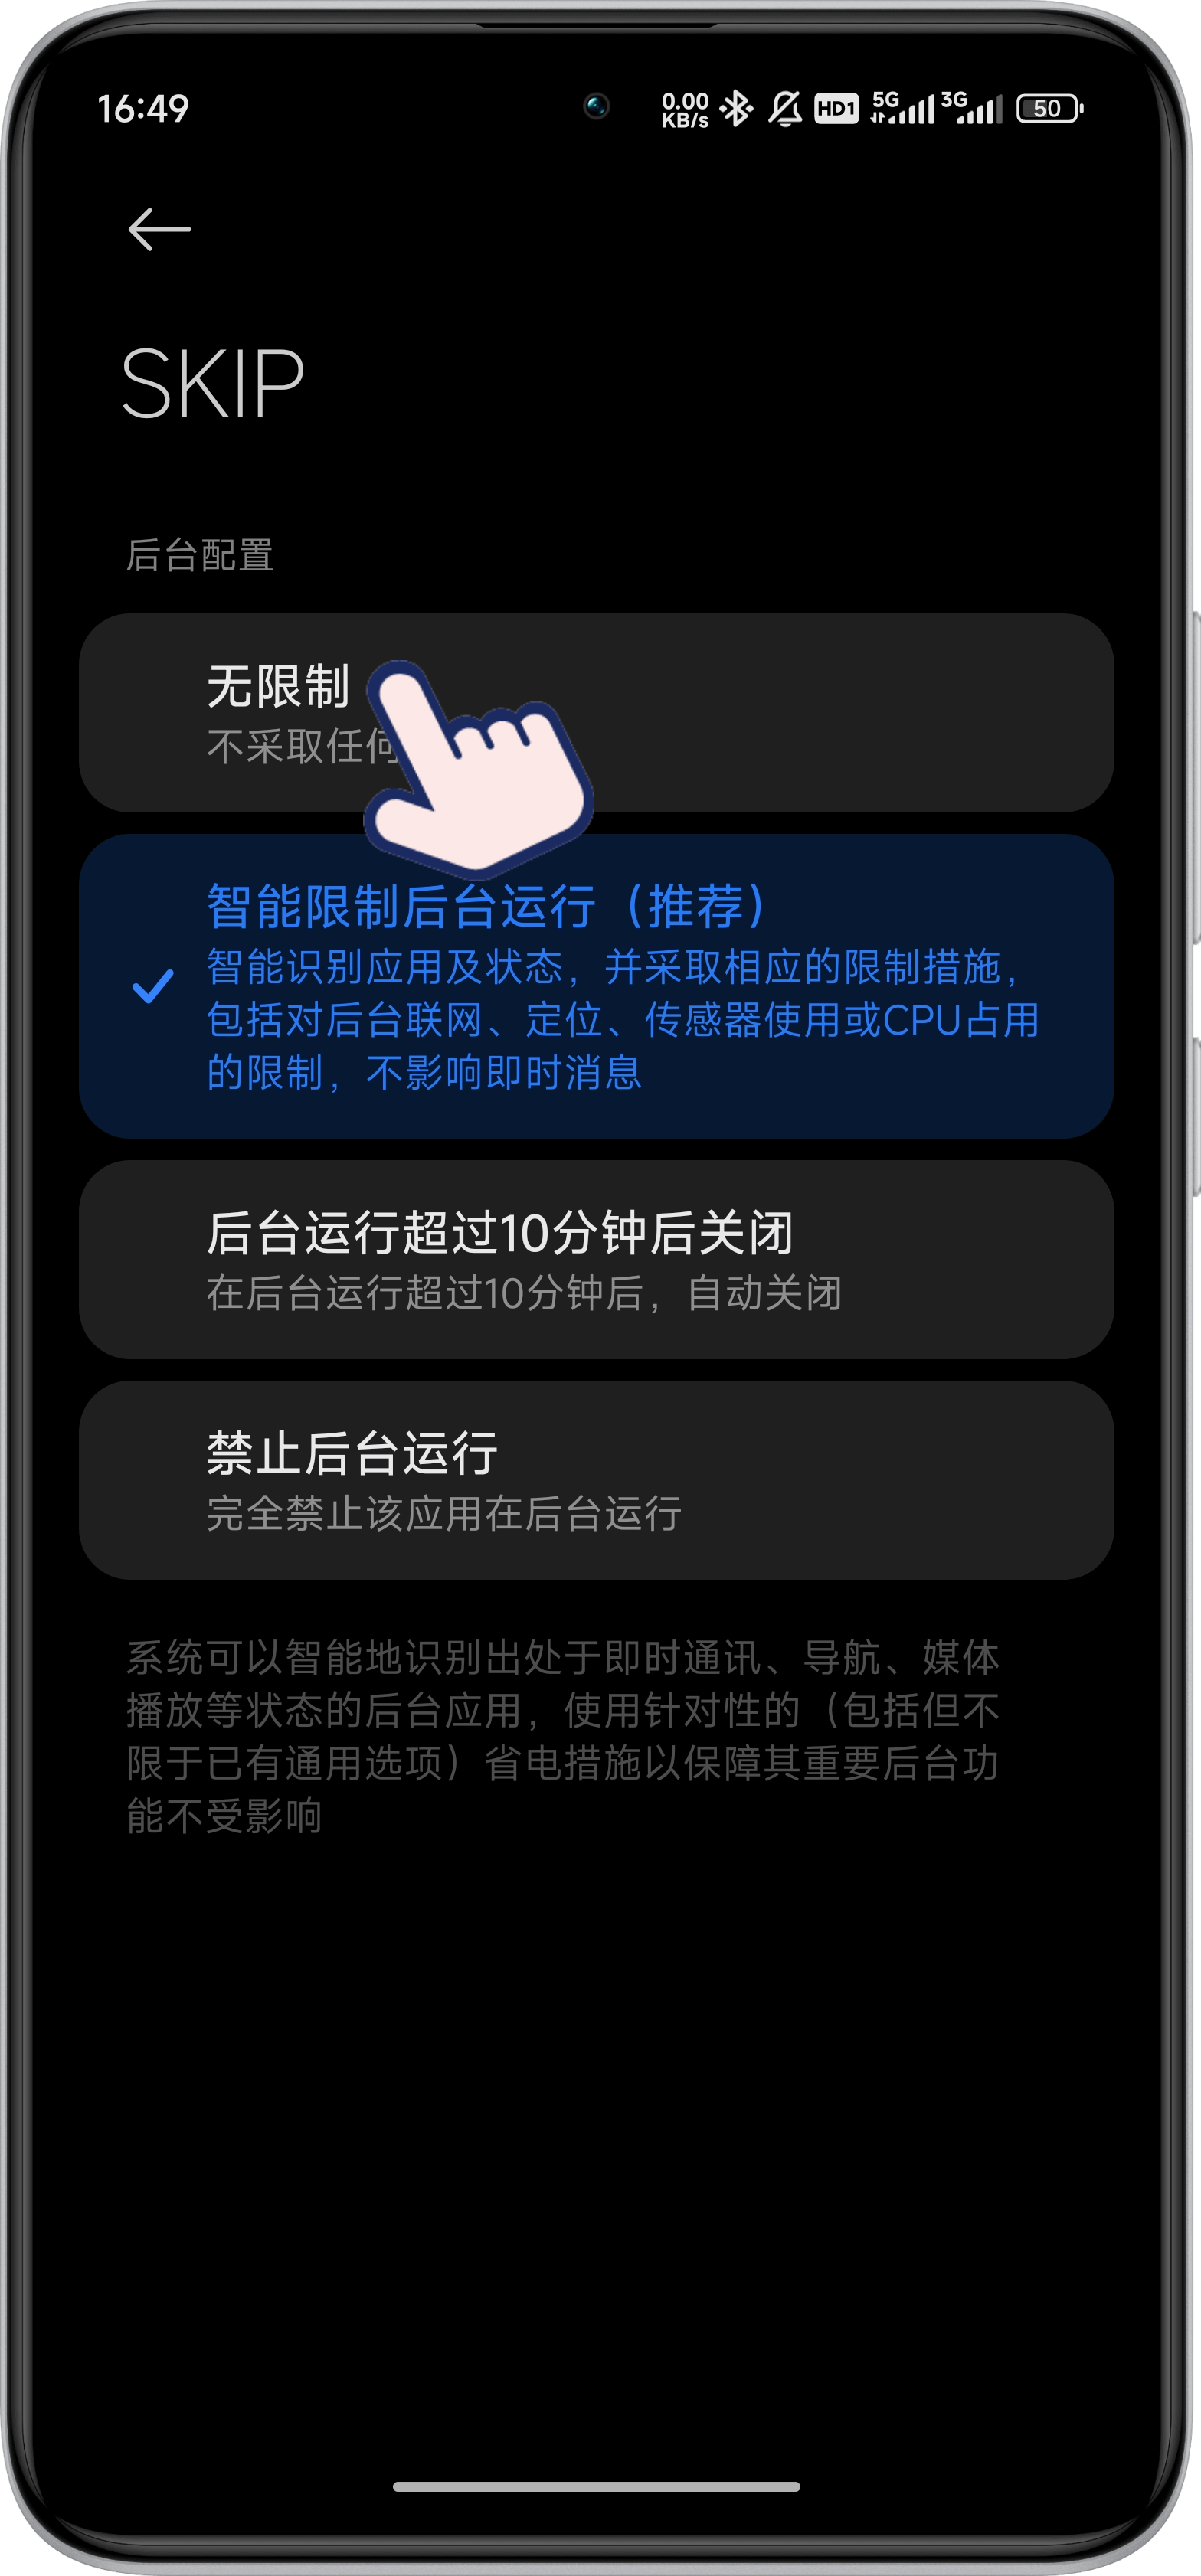 16:49
0.00
KB/s
HD1
5G
3G
50
SKIP
后台配置
无限制
不采取任何
智能限制后台运行（推荐）
智能识别应用及状态，并采取相应的限制措施，
包括对后台联网、定位、传感器使用或CPU占用
的限制，不影响即时消息
后台运行超过10分钟后关闭
在后台运行超过10分钟后，自动关闭
禁止后台运行
完全禁止该应用在后台运行
系统可以智能地识别出处于即时通讯、导航、媒体
播放等状态的后台应用，使用针对性的（包括但不
限于已有通用选项）省电措施以保障其重要后台功
能不受影响